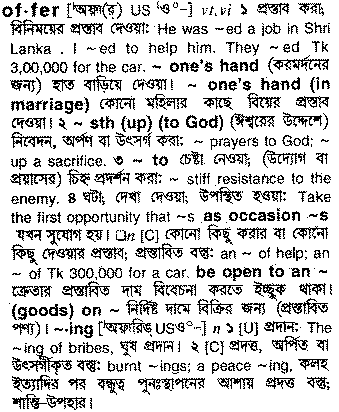 of-fer ['অফ্যা(র্) US 'ও°–] vt,vi ১ প্রস্তাব করা;
বিনিময়ের প্রস্তাব দেওয়া: He was ~ed a job in Shri
Lanka . I ~ed to help him. They ~ed Tk
3,00,000 for the car. ~ one's hand (করমর্দনের
জন্য) হাত বাড়িয়ে দেওয়া। ~ one's hand (in
marriage) কোনো মহিলার কাছে বিয়ের প্রস্তাব
দেওয়া। ২ ~ sth (up) (to God) (ঈশ্বরের উদ্দেশে)
নিবেদন, অর্পণ বা উৎসর্গ করা: ~ prayers to God; ~
up a sacrifice. ৩ ~ to চেষ্টা নেওয়া; (উদ্যোগ বা
প্রয়াসের) চিহ্ন প্রদর্শন করা: ~ stiff resistance to the
enemy. ৪ ঘটা; দেখা দেওয়া; উপস্থিত হওয়া: Take
the first opportunity that ~s as occasion ~s
যখন সুযোগ হয়। □n [C] কোনো কিছু করার বা কোনো
কিছু দেওয়ার প্রস্তাব; প্রস্তাবিত বস্তু: an ~ of help; an
~ of Tk 300,000 for a car. be open to an ~
ক্রেতার প্রস্তাবিত দাম বিবেচনা করতে ইচ্ছুক থাকা।
(goods) on ~ নির্দিষ্ট দামে বিক্রির জন্য (প্রস্তাবিত
পণ্য)। ~-ing ['অফ্যারিঙ্ USও°–] n ১ [U] প্রদান: The
~ing of bribes, ঘুষ প্রদান। ২ [C] প্রদত্ত, অর্পিত বা
উৎসর্গীকৃত বস্তু: burnt ~ings; a peace ~ing, কলহ
ইত্যাদির পর বন্ধুত্ব পুনঃস্থাপনের আশায় প্রদত্ত বস্তু;
শান্তি-উপহার।